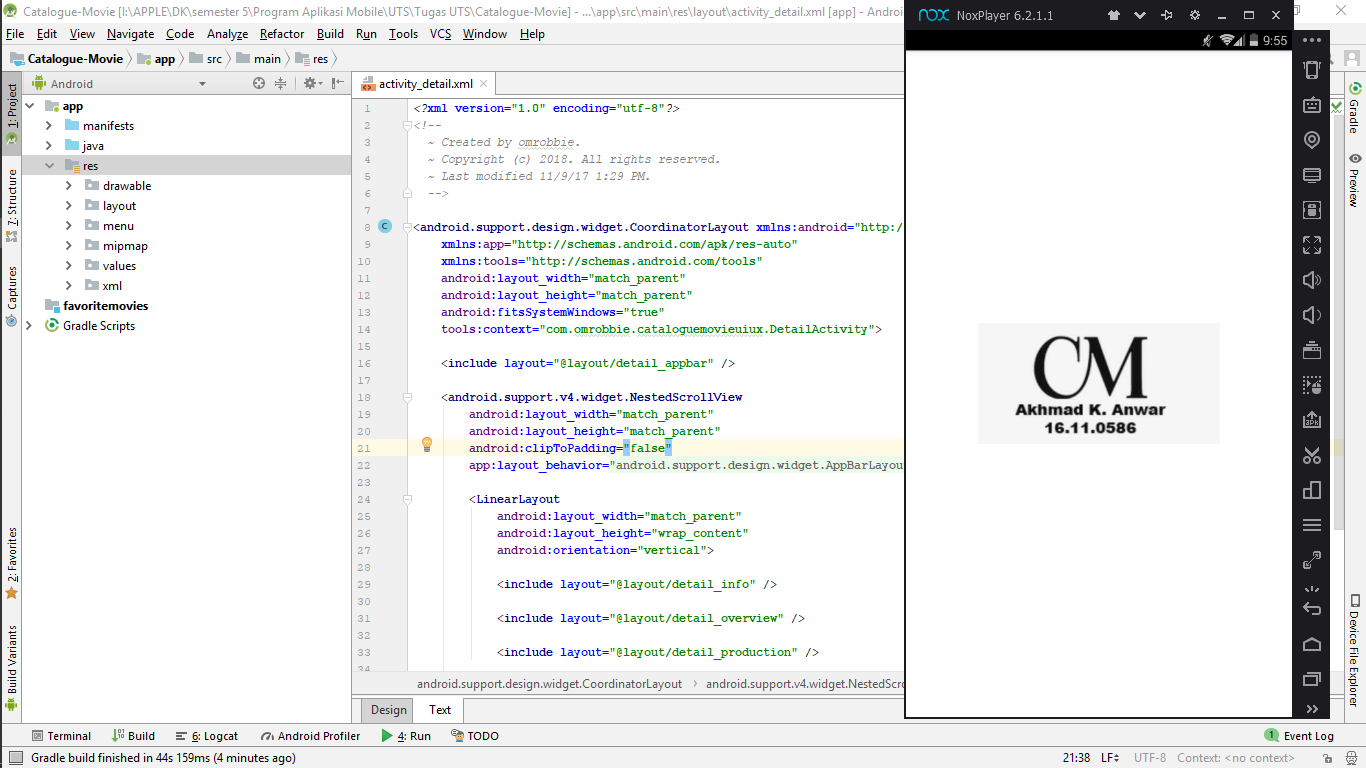 Catalogue-Movie [I:\APPLE\DK\semester 5\Program Aplikasi Mobile\UTS\Tugas UTS\Catalogue-Movie] - ...\app\src\main\res\layout\activity_detail.xml [app] - Andro
File Edit View Navigate Code Analyze Refactor Build Run Tools VCS Window Help
Catalogue-Movie app src main res
Android
activity_detail.xml
1: Project
7: Structure
Captures
2: Favorites
Build Variants
app
manifests
java
res
drawable
layout
menu
mipmap
values
xml
favoritemovies
Gradle Scripts
1 <?xml version="1.0" encoding="utf-8"?>
2 <!--
3 ~ Created by omrobbie.
4 ~ Copyright (c) 2018. All rights reserved.
5 ~ Last modified 11/9/17 1:29 PM.
6 -->
7
8 C <android.support.design.widget.CoordinatorLayout xmlns:android="http:/
9 xmlns:app="http://schemas.android.com/apk/res-auto"
10 xmlns:tools="http://schemas.android.com/tools"
11 android:layout_width="match_parent"
12 android:layout_height="match_parent"
13 android:fitsSystemWindows="true"
14 tools:context="com.omrobbie.cataloguemovieuiux.DetailActivity">
15
16 <include layout="@layout/detail_appbar" />
17
18 <android.support.v4.widget.NestedScrollView
19 android:layout_width="match_parent"
20 android:layout_height="match_parent"
21 android:clipToPadding="false"
22 app:layout_behavior="android.support.design.widget.AppBarLayou
23
24 <LinearLayout
25 android:layout_width="match_parent"
26 android:layout_height="wrap_content"
27 android:orientation="vertical">
28
29 <include layout="@layout/detail_info" />
30
31 <include layout="@layout/detail_overview" />
32
33 <include layout="@layout/detail_production" />
34
android.support.design.widget.CoordinatorLayout android.support.v4.widget.NestedScro
Design Text
nox NoxPlayer 6.2.1.1
9:55
CM
Akhmad K. Anwar
16.11.0586
Gradle
Preview
Device File Explorer
Terminal Build 6: Logcat Android Profiler 4: Run TODO 1 Event Log
Gradle build finished in 44s 159ms (4 minutes ago) 21:38 LF UTF-8 Context: <no context>